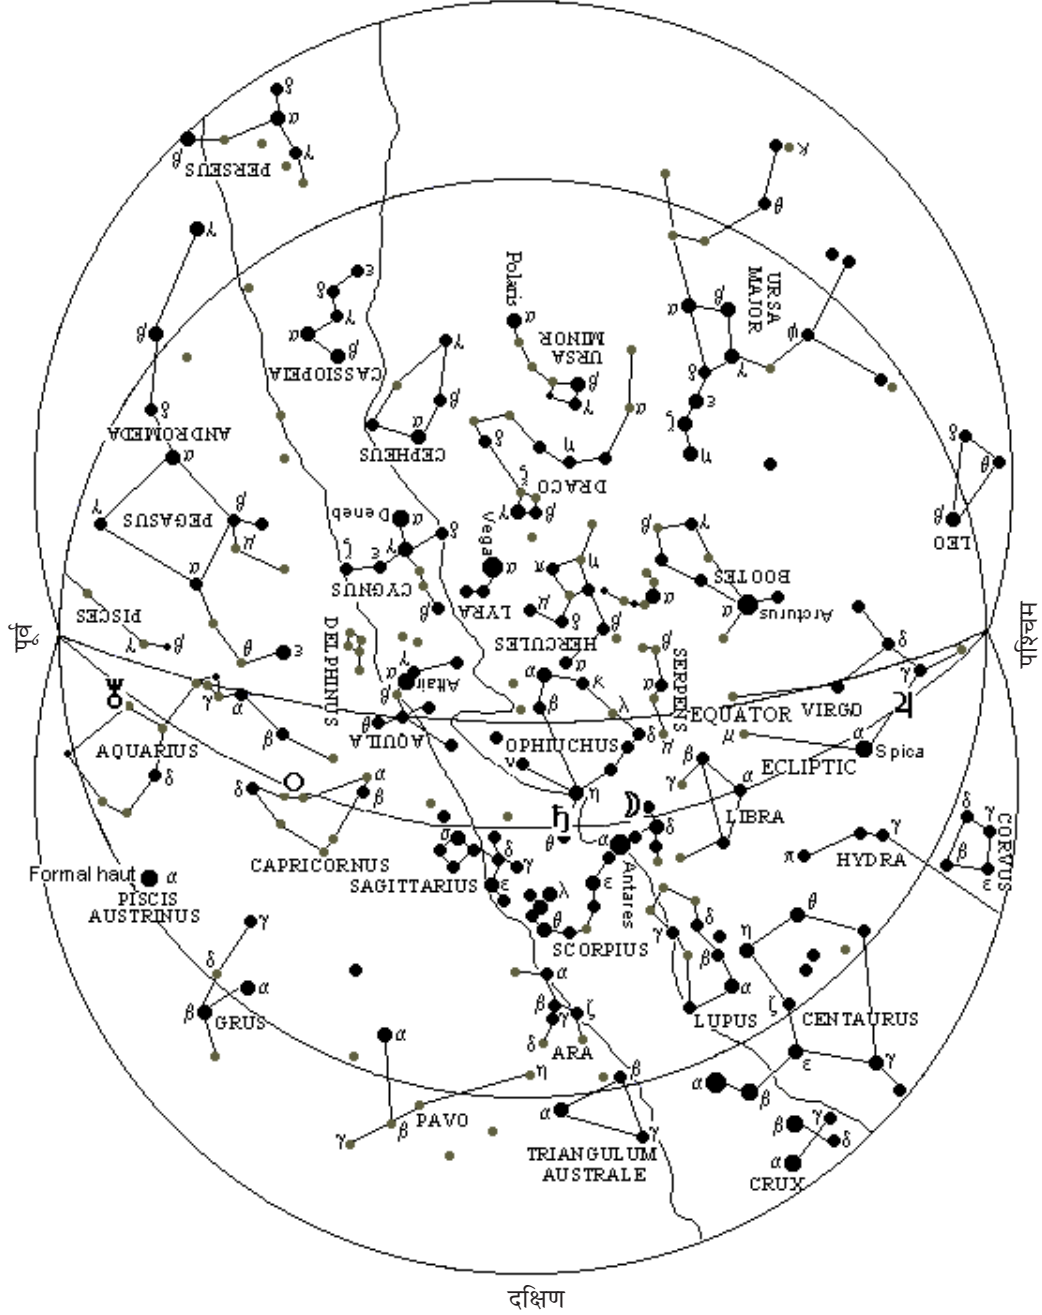 δ
α
β
γ
PERSEUS
κ
θ
γ
ε
δ
γ
α
β
CASSIOPEIA
β
δ
ANDROMEDA
α
Polaris
α
URSA
MINOR
β
γ
URSA
MAJOR
α
β
φ
γ
δ
ε
ζ
η
γ
β
α
CEPHEUS
α
η
δ
DRACO
ζ
γ
β
δ
θ
β
LEO
γ
PEGASUS
β
μ
α
Deneb
α
γ
δ
ζ
ε
CYGNUS
β
Vega
α
LYRA
π
η
μ
δ
β
HERCULES
α
α
β
γ
BOOTES
α
Arcturus
PISCES
γ
β
θ
ε
पूर्व
पश्चिम
DELPHINUS
γ
α
Altair
β
θ
AQUILA
α
κ
β
λ
OPHIUCHUS
ν
δ
η
β
SERPENS
α
μ
EQUATOR
VIRGO
δ
γ
μ
α
Spica
ECLIPTIC
♆
♃
γ
α
β
AQUARIUS
δ
δ
α
β
CAPRICORNUS
γ
α
LIBRA
♄
θ
α
δ
Antares
α
δ
γ
SAGITTARIUS
ε
ε
λ
θ
SCORPIUS
π
γ
HYDRA
δ
γ
β
ε
CORVUS
Formalhaut
α
PISCIS
AUSTRINUS
γ
δ
α
β
GRUS
γ
δ
β
α
LUPUS
θ
η
ζ
CENTAURUS
ε
γ
α
β
α
β
ζ
γ
δ
ARA
α
η
PAVO
β
γ
β
α
γ
TRIANGULUM
AUSTRALE
γ
β
δ
α
CRUX
दक्षिण